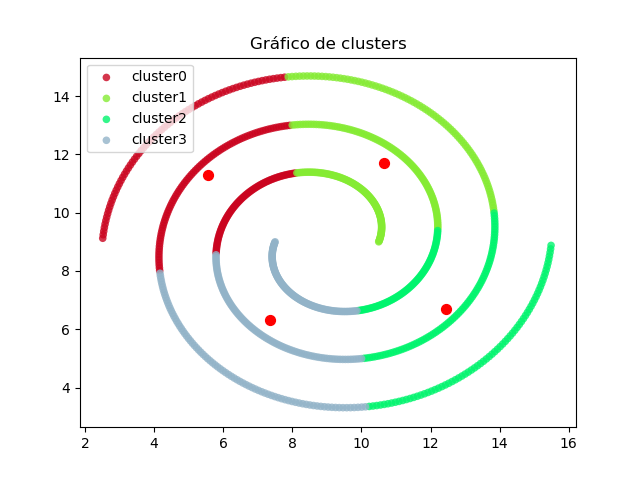 Gráfico de clusters
cluster0
cluster1
cluster2
cluster3
14
12
10
8
6
4
2 4 6 8 10 12 14 16